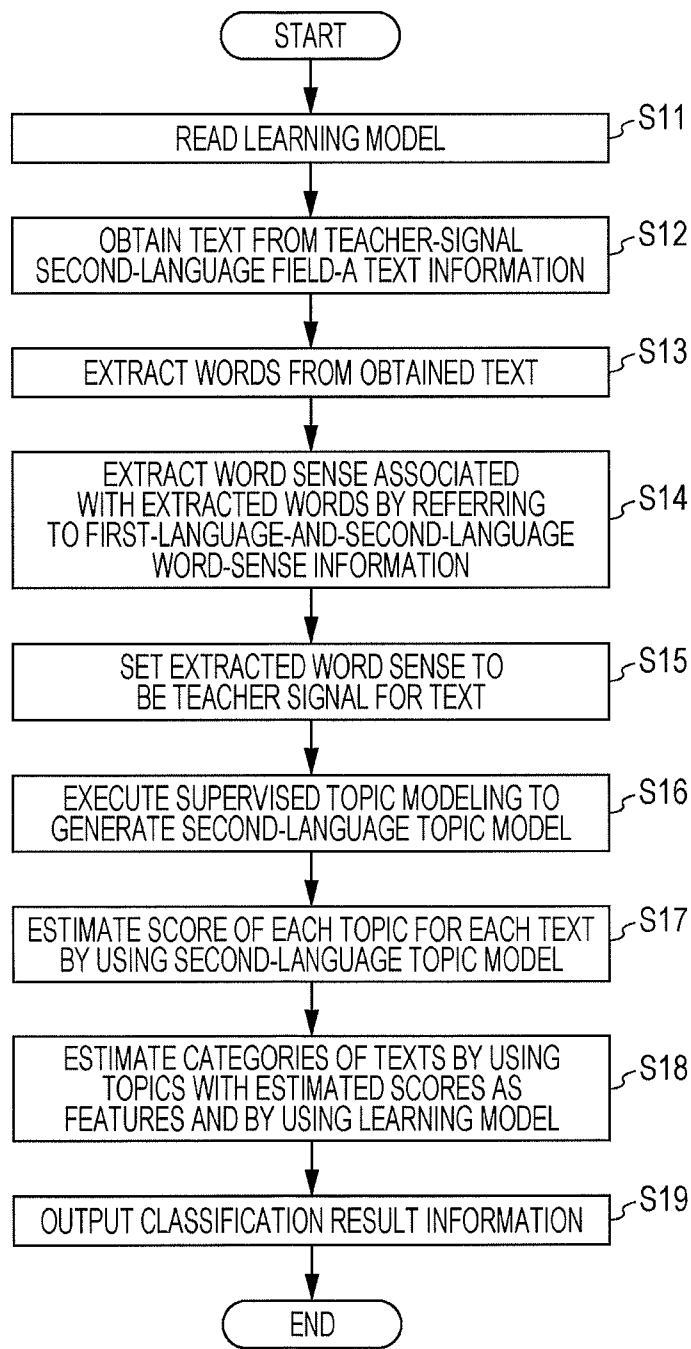 START
S11
READ LEARNING MODEL
S12
OBTAIN TEXT FROM TEACHER-SIGNAL
SECOND-LANGUAGE FIELD-A TEXT INFORMATION
S13
EXTRACT WORDS FROM OBTAINED TEXT
S14
EXTRACT WORD SENSE ASSOCIATED
WITH EXTRACTED WORDS BY REFERRING
TO FIRST-LANGUAGE-AND-SECOND-LANGUAGE
WORD-SENSE INFORMATION
S15
SET EXTRACTED WORD SENSE TO
BE TEACHER SIGNAL FOR TEXT
S16
EXECUTE SUPERVISED TOPIC MODELING TO
GENERATE SECOND-LANGUAGE TOPIC MODEL
S17
ESTIMATE SCORE OF EACH TOPIC FOR EACH TEXT
BY USING SECOND-LANGUAGE TOPIC MODEL
S18
ESTIMATE CATEGORIES OF TEXTS BY USING
TOPICS WITH ESTIMATED SCORES AS
FEATURES AND BY USING LEARNING MODEL
S19
OUTPUT CLASSIFICATION RESULT INFORMATION
END